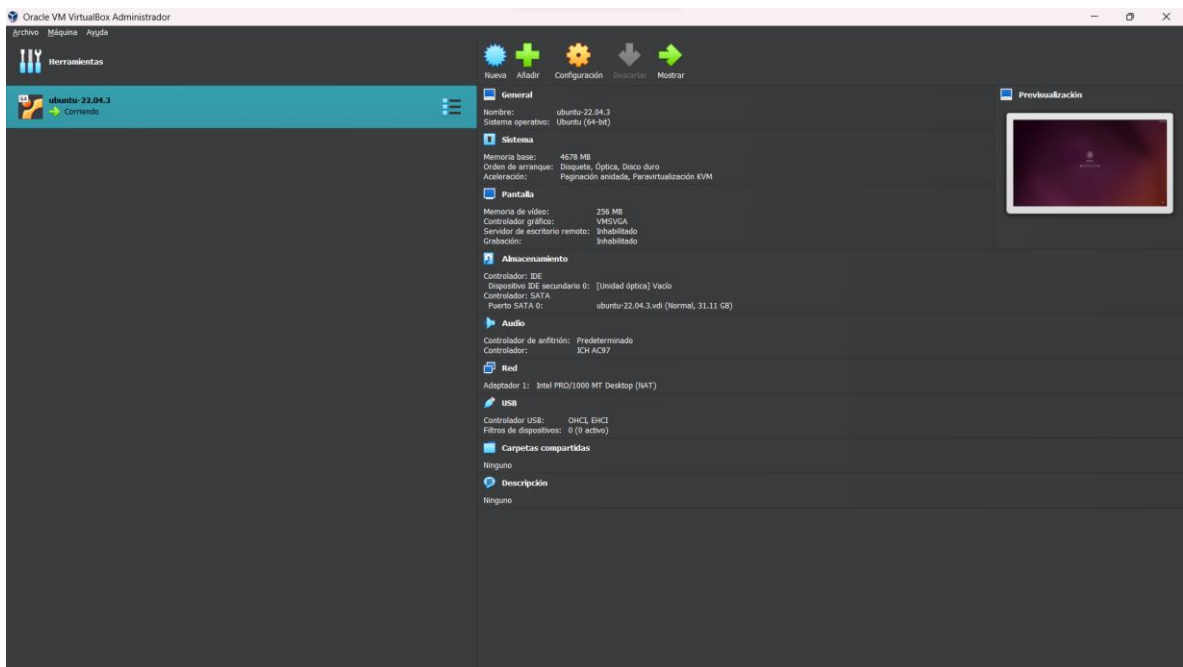 Oracle VM VirtualBox Administrador
Archivo Máquina Ayuda
Herramientas
ubuntu-22.04.3
Corriendo
Nueva Añadir Configuración Descartar Mostrar
General
Nombre: ubuntu-22.04.3
Sistema operativo: Ubuntu (64-bit)
Previsualización
Sistema
Memoria base: 4678 MB
Orden de arranque: Disquete, Óptica, Disco duro
Aceleración: Paginación anidada, Paravirtualización KVM
Pantalla
Memoria de vídeo: 256 MB
Controlador gráfico: VMSVGA
Servidor de escritorio remoto: Inhabilitado
Grabación: Inhabilitado
Almacenamiento
Controlador: IDE
Dispositivo IDE secundario 0: [Unidad óptica] Vacío
Controlador: SATA
Puerto SATA 0: ubuntu-22.04.3.vdi (Normal, 31.11 GB)
Audio
Controlador de anfitrión: Predeterminado
Controlador: ICH AC97
Red
Adaptador 1: Intel PRO/1000 MT Desktop (NAT)
USB
Controlador USB: OHCI, EHCI
Filtros de dispositivos: 0 (0 activo)
Carpetas compartidas
Ninguno
Descripción
Ninguno